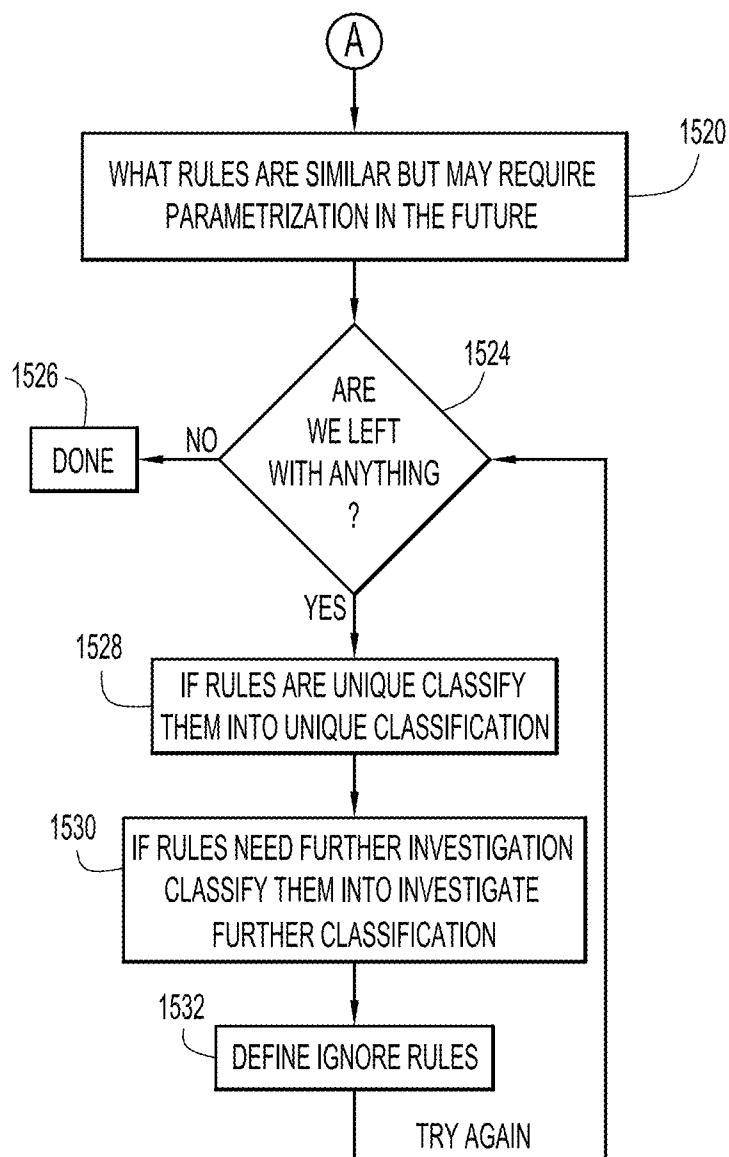 A
1520
WHAT RULES ARE SIMILAR BUT MAY REQUIRE
PARAMETRIZATION IN THE FUTURE
1524
ARE
WE LEFT
WITH ANYTHING
?
1526
DONE
NO
YES
1528
IF RULES ARE UNIQUE CLASSIFY
THEM INTO UNIQUE CLASSIFICATION
1530
IF RULES NEED FURTHER INVESTIGATION
CLASSIFY THEM INTO INVESTIGATE
FURTHER CLASSIFICATION
1532
DEFINE IGNORE RULES
TRY AGAIN